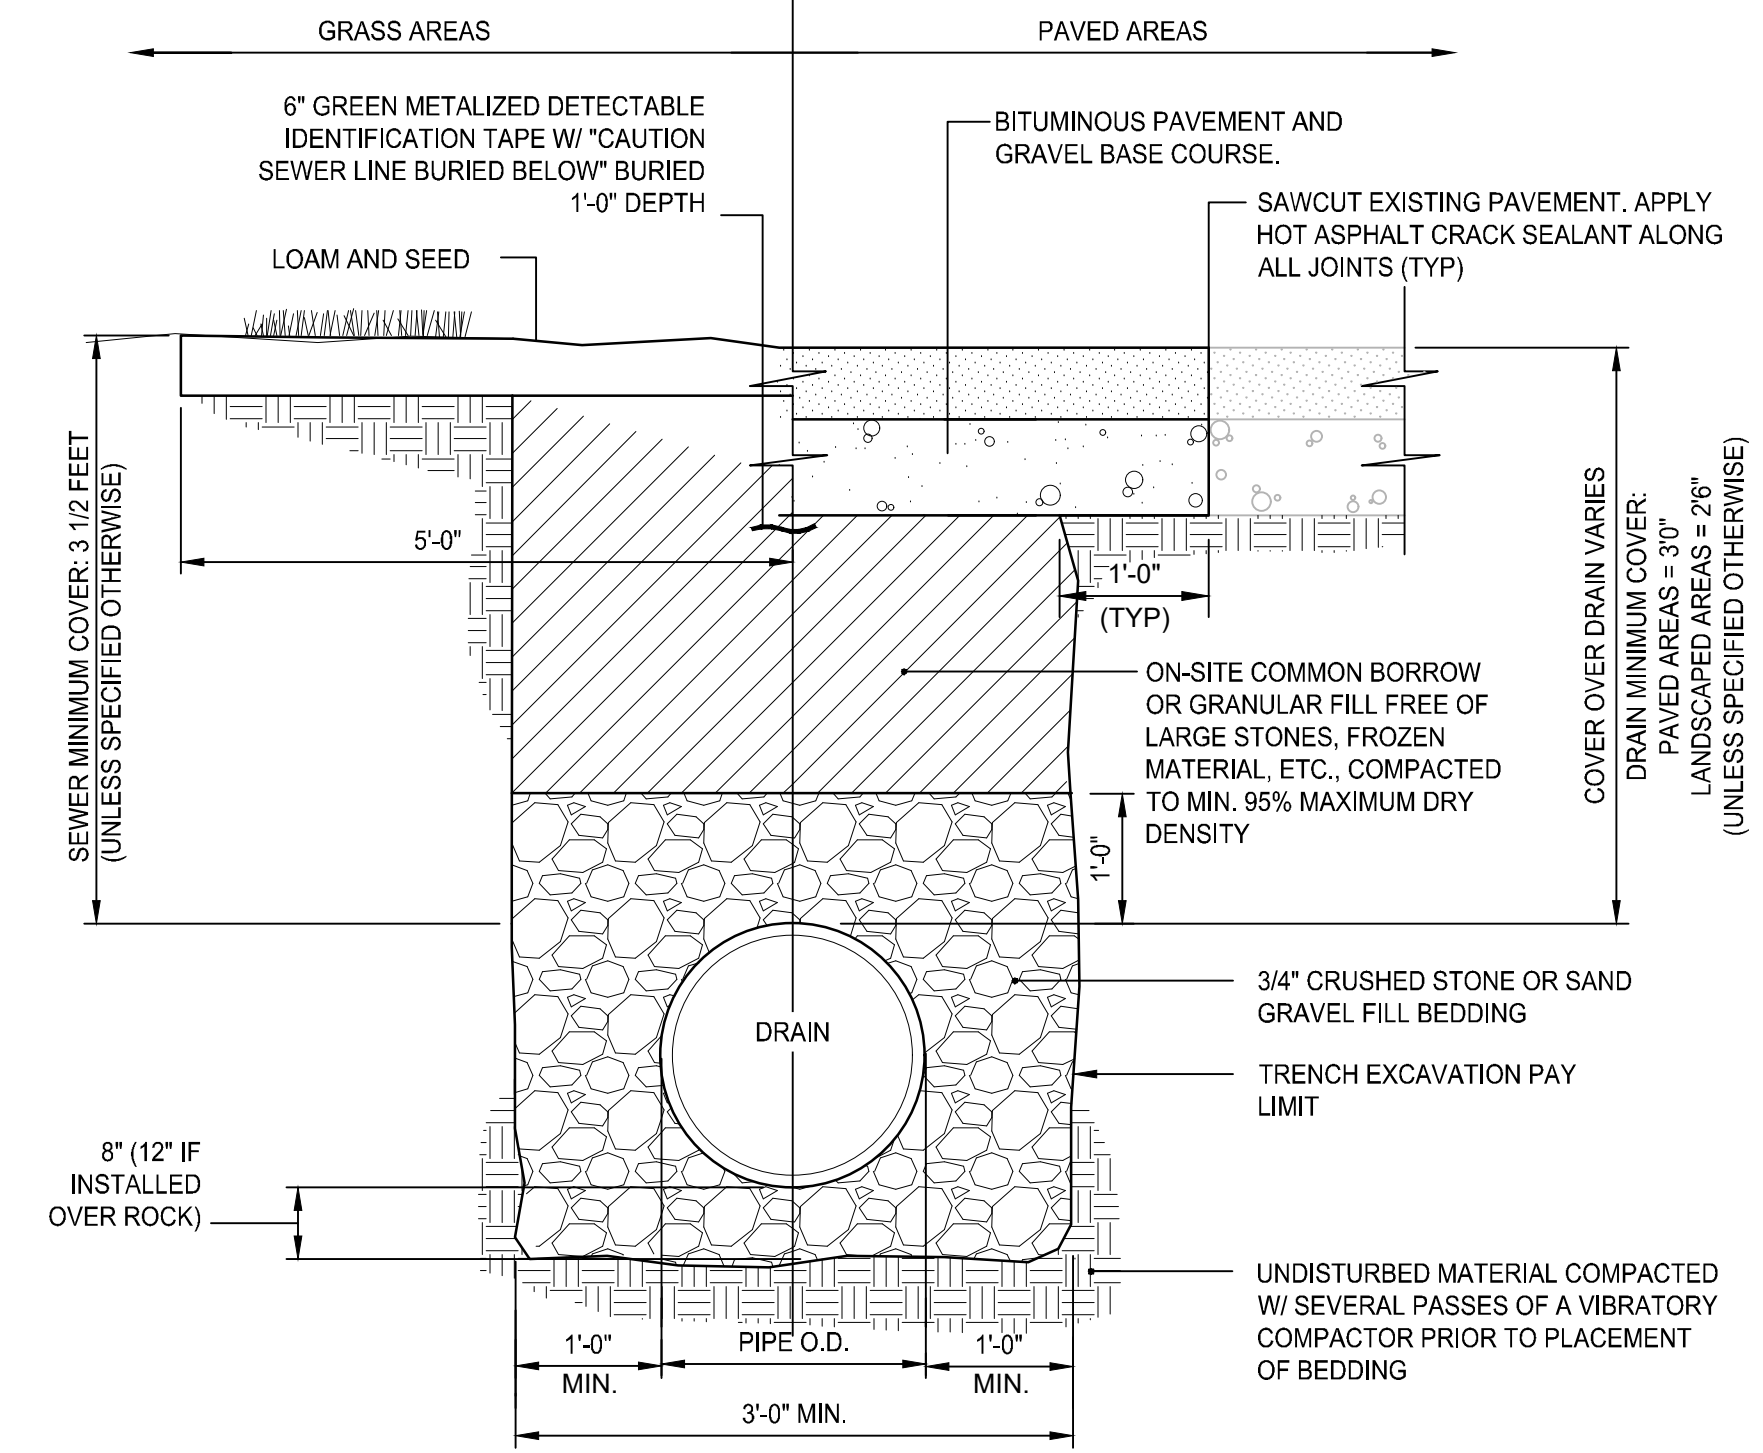 GRASS AREAS
PAVED AREAS
6" GREEN METALIZED DETECTABLE
IDENTIFICATION TAPE W/ "CAUTION
SEWER LINE BURIED BELOW" BURIED
1'-0" DEPTH
BITUMINOUS PAVEMENT AND
GRAVEL BASE COURSE.
SAWCUT EXISTING PAVEMENT. APPLY
HOT ASPHALT CRACK SEALANT ALONG
ALL JOINTS (TYP)
LOAM AND SEED
SEWER MINIMUM COVER: 3 1/2 FEET
(UNLESS SPECIFIED OTHERWISE)
5'-0"
1'-0"
(TYP)
COVER OVER DRAIN VARIES
DRAIN MINIMUM COVER:
PAVED AREAS = 3'0"
LANDSCAPED AREAS = 2'6"
(UNLESS SPECIFIED OTHERWISE)
ON-SITE COMMON BORROW
OR GRANULAR FILL FREE OF
LARGE STONES, FROZEN
MATERIAL, ETC., COMPACTED
TO MIN. 95% MAXIMUM DRY
DENSITY
1'-0"
3/4" CRUSHED STONE OR SAND
GRAVEL FILL BEDDING
DRAIN
TRENCH EXCAVATION PAY
LIMIT
8" (12" IF
INSTALLED
OVER ROCK)
UNDISTURBED MATERIAL COMPACTED
W/ SEVERAL PASSES OF A VIBRATORY
COMPACTOR PRIOR TO PLACEMENT
OF BEDDING
1'-0"
MIN.
PIPE O.D.
1'-0"
MIN.
3'-0" MIN.